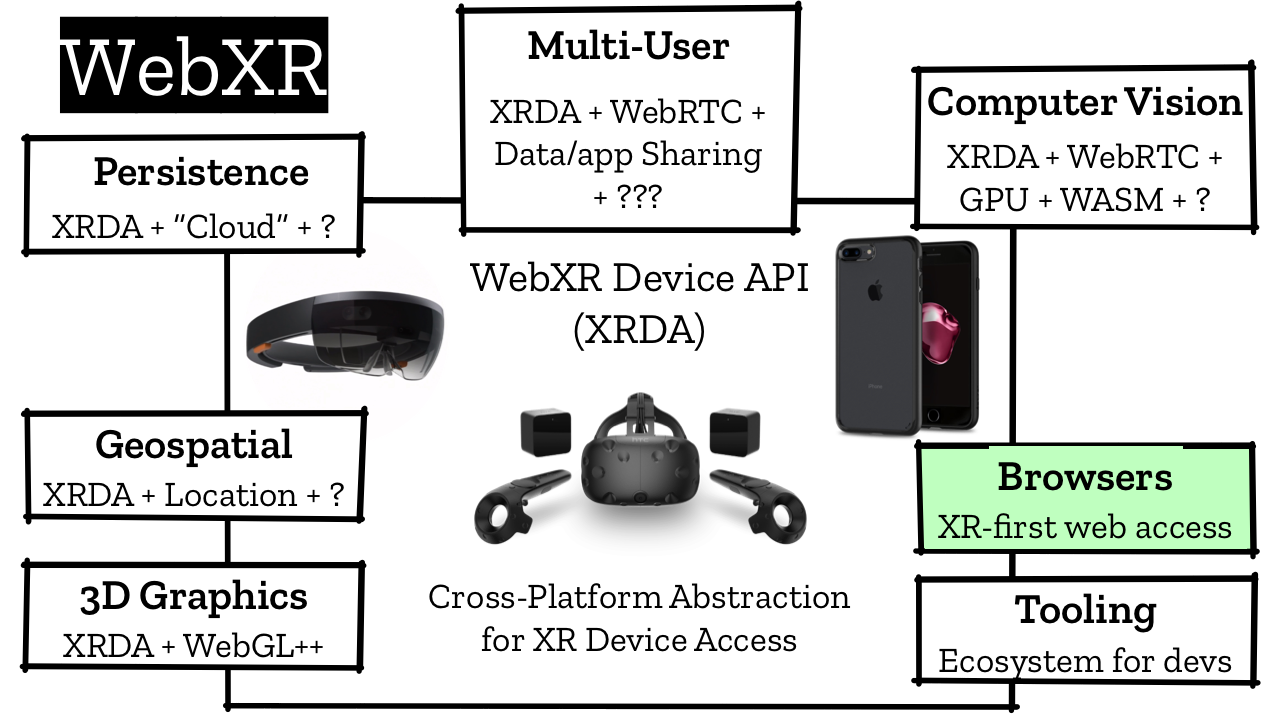 WebXR
Multi-User
XRDA + WebRTC +
Data/app Sharing
+ ???
Computer Vision
XRDA + WebRTC +
GPU + WASM + ?
Persistence
XRDA + “Cloud” + ?
WebXR Device API
(XRDA)
Geospatial
XRDA + Location + ?
Browsers
XR-first web access
3D Graphics
XRDA + WebGL++
Cross-Platform Abstraction
for XR Device Access
Tooling
Ecosystem for devs